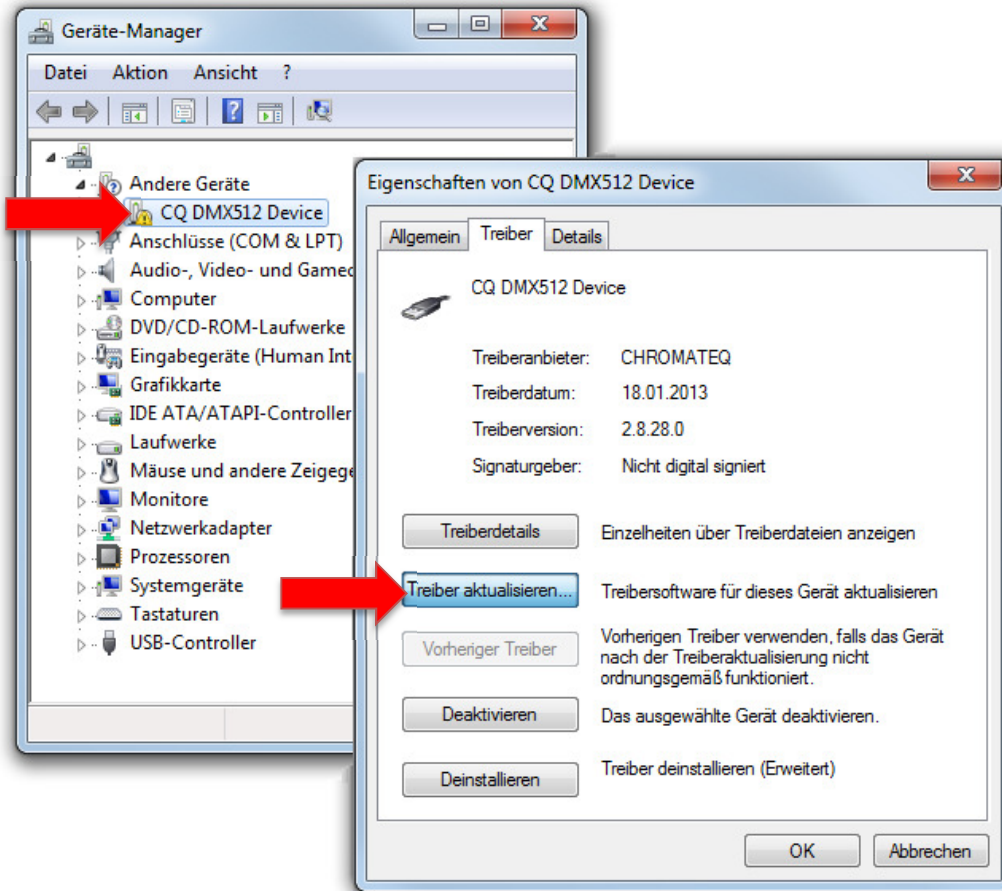 Geräte-Manager
Datei Aktion Ansicht ?
Andere Geräte
CQ DMX512 Device
Anschlüsse (COM & LPT)
Audio-, Video- und Gamec
Computer
DVD/CD-ROM-Laufwerke
Eingabegeräte (Human Int
Grafikkarte
IDE ATA/ATAPI-Controller
Laufwerke
Mäuse und andere Zeigege
Monitore
Netzwerkadapter
Prozessoren
Systemgeräte
Tastaturen
USB-Controller
Eigenschaften von CQ DMX512 Device
Allgemein Treiber Details
CQ DMX512 Device
Treiberanbieter: CHROMATEQ
Treiberdatum: 18.01.2013
Treiberversion: 2.8.28.0
Signaturgeber: Nicht digital signiert
Treiberdetails Einzelheiten über Treiberdateien anzeigen
Treiber aktualisieren... Treibersoftware für dieses Gerät aktualisieren
Vorheriger Treiber Vorherigen Treiber verwenden, falls das Gerät
nach der Treiberaktualisierung nicht
ordnungsgemäß funktioniert.
Deaktivieren Das ausgewählte Gerät deaktivieren.
Deinstallieren Treiber deinstallieren (Erweitert)
OK Abbrechen